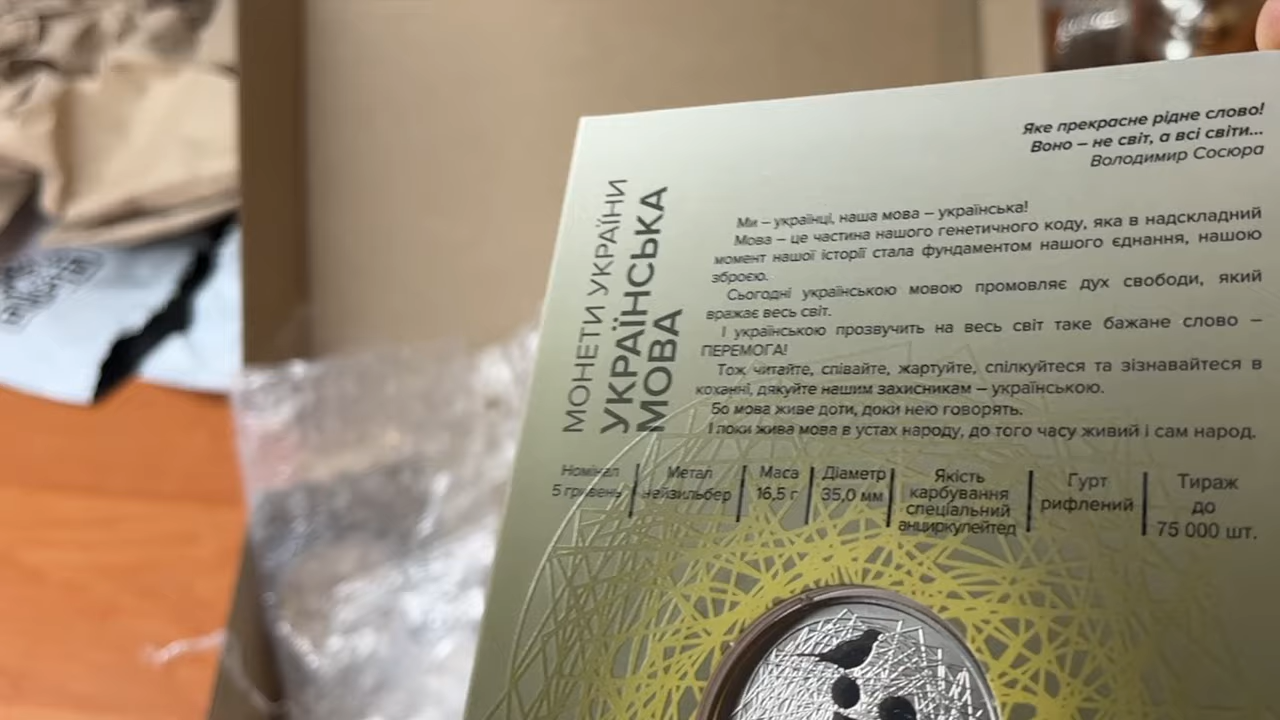 Яке прекрасне рідне слово!
Воно – не світ, а всі світи...
Володимир Сосюра
МОНЕТИ УКРАЇНИ
УКРАЇНСЬКА
МОВА
Ми – українці, наша мова – українська!
Мова – це частина нашого генетичного коду, яка в надскладний
момент нашої історії стала фундаментом нашого єднання, нашою
зброєю.
Сьогодні українською мовою промовляє дух свободи, який
вражає весь світ.
І українською прозвучить на весь світ таке бажане слово –
ПЕРЕМОГА!
Тож читайте, співайте, жартуйте, спілкуйтеся та зізнавайтеся в
коханні, дякуйте нашим захисникам – українською.
Бо мова живе доти, доки нею говорять.
І поки жива мова в устах народу, до того часу живий і сам народ.
Номінал
5 гривень
Метал
нейзильбер
Маса
16,5 г
Діаметр
35,0 мм
Якість
карбування
спеціальний
анциркулейтед
Гурт
рифлений
Тираж
до
75 000 шт.